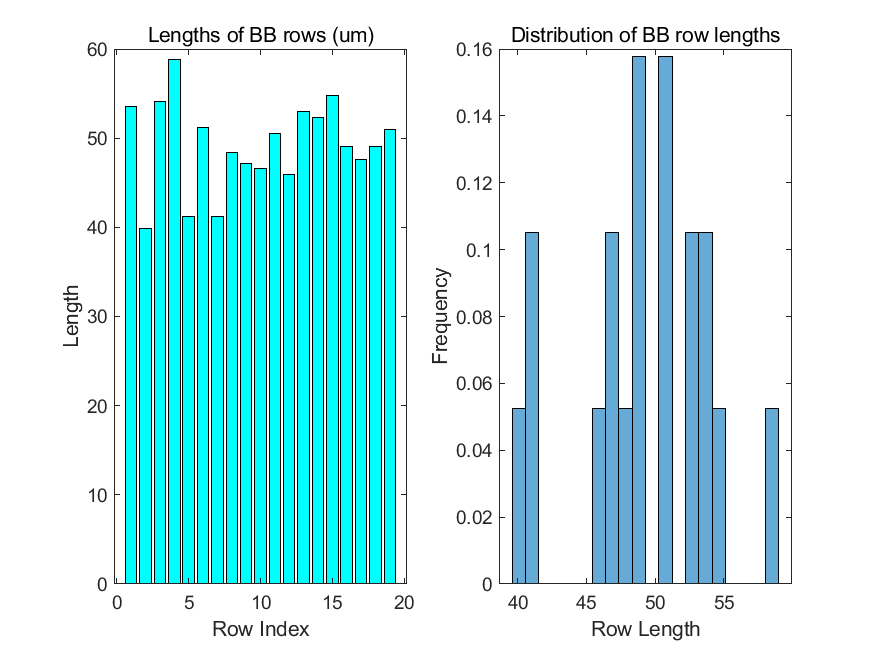 Lengths of BB rows (um)
60
50
40
30
20
10
0
0 5 10 15 20
Length
Row Index
Distribution of BB row lengths
0.16
0.14
0.12
0.1
0.08
0.06
0.04
0.02
0
40 45 50 55
Frequency
Row Length